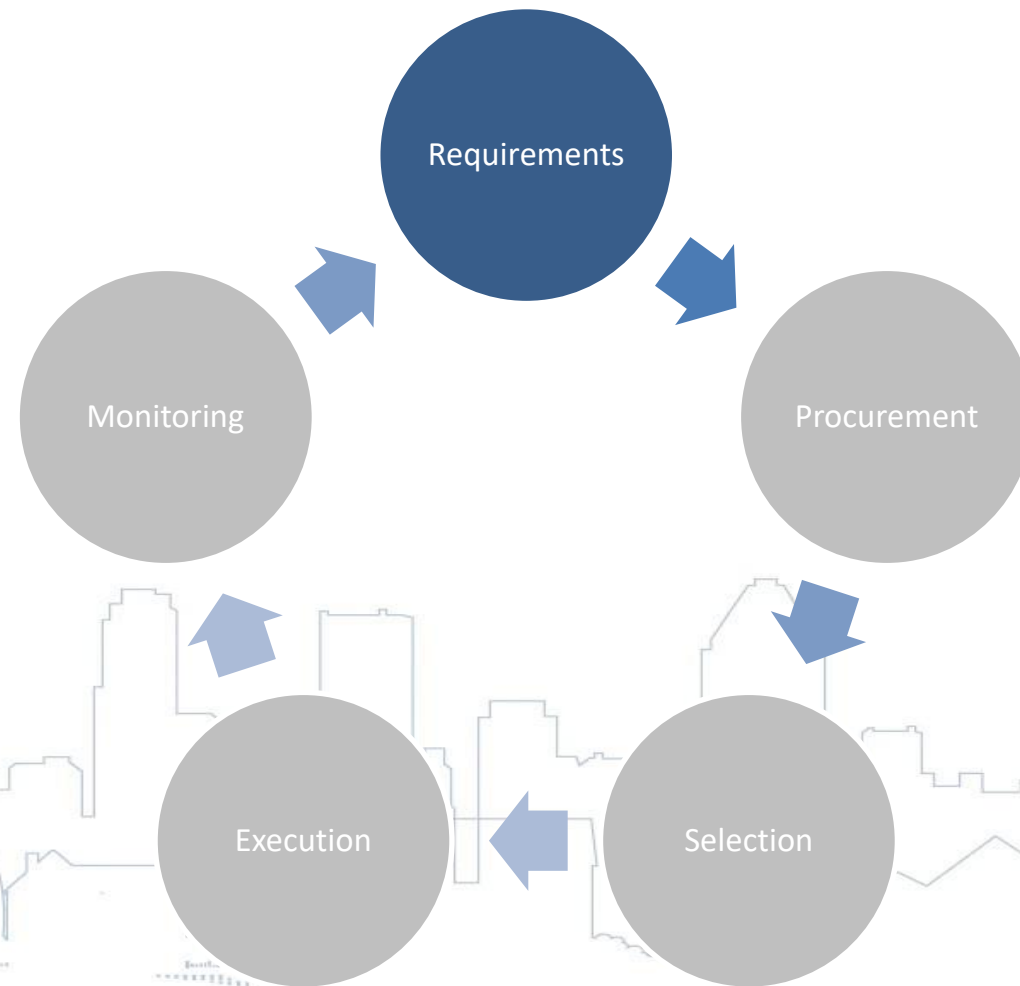 Requirements
Procurement
Selection
Execution
Monitoring